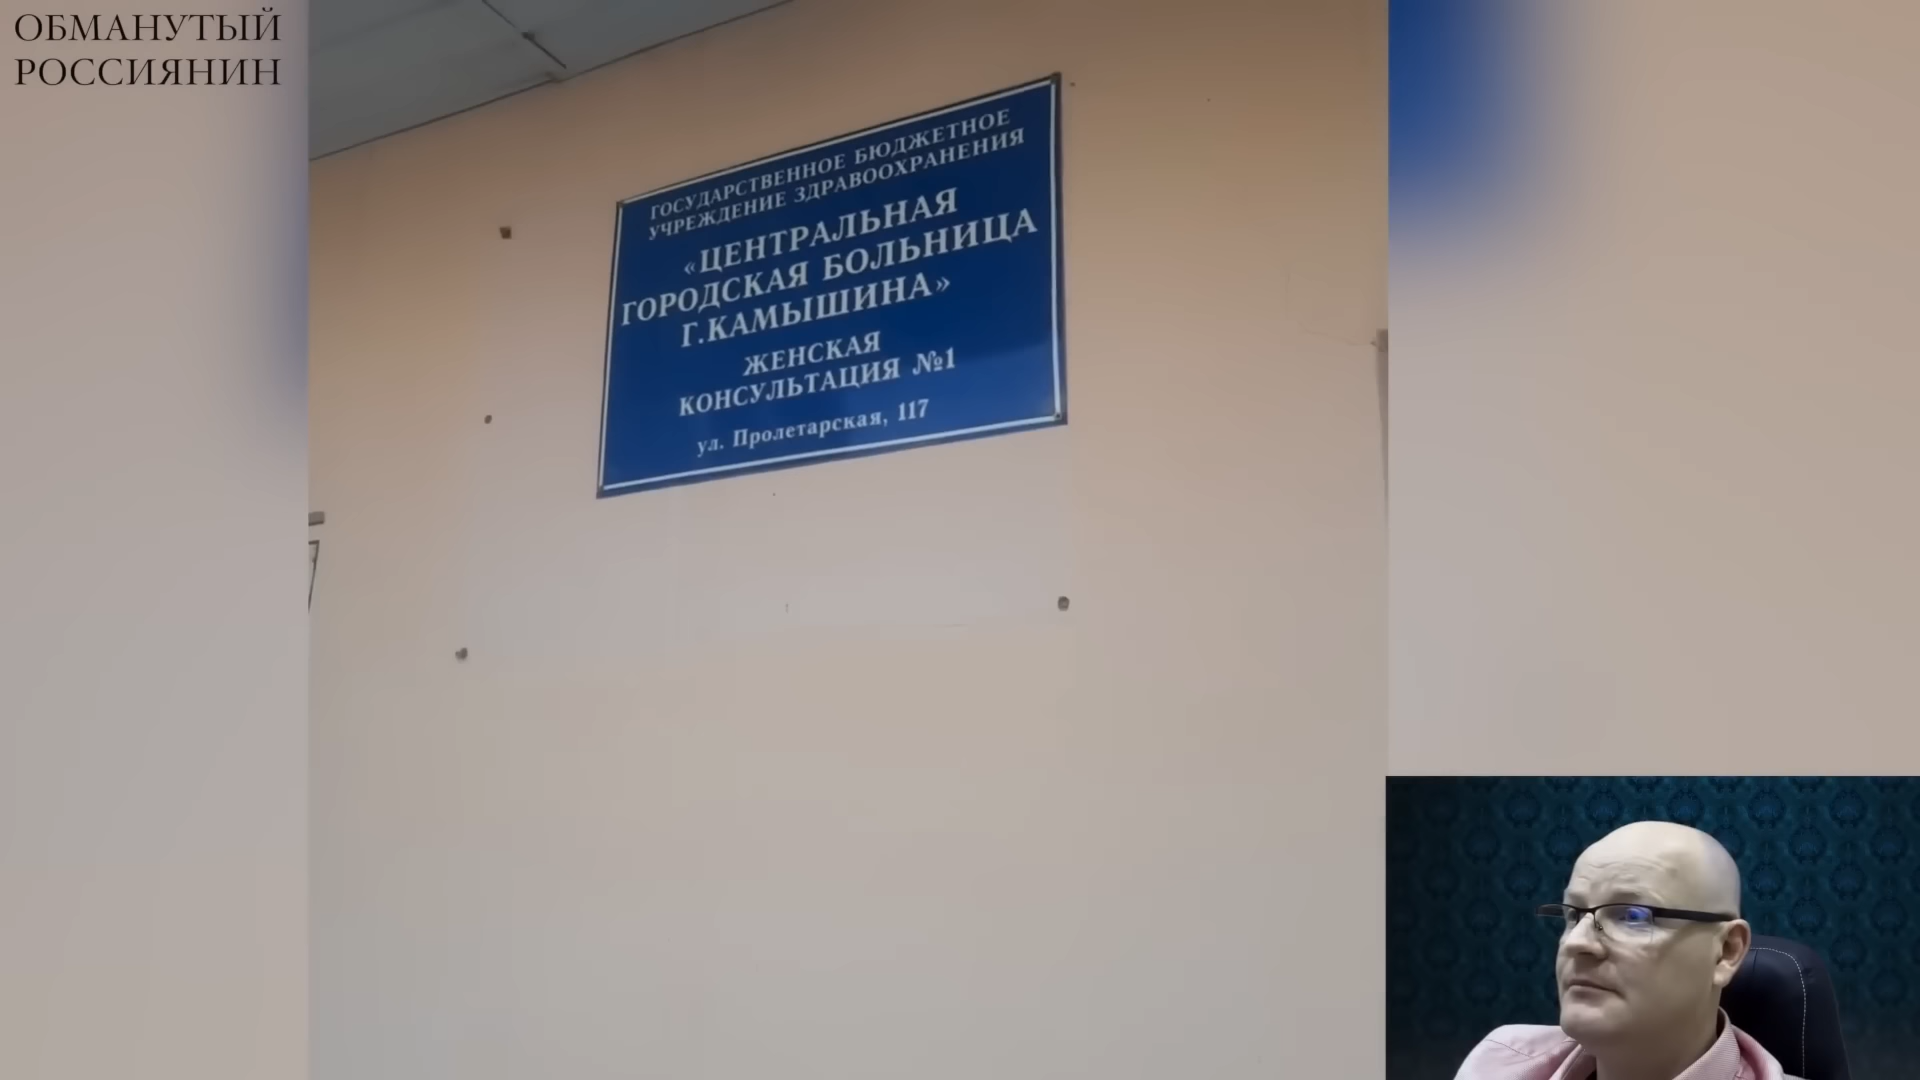 ОБМАНУТЫЙ
РОССИЯНИН
ГОСУДАРСТВЕННОЕ БЮДЖЕТНОЕ
УЧРЕЖДЕНИЕ ЗДРАВООХРАНЕНИЯ
«ЦЕНТРАЛЬНАЯ
ГОРОДСКАЯ БОЛЬНИЦА
Г.КАМЫШИНА»
ЖЕНСКАЯ
КОНСУЛЬТАЦИЯ №1
ул. Пролетарская, 117